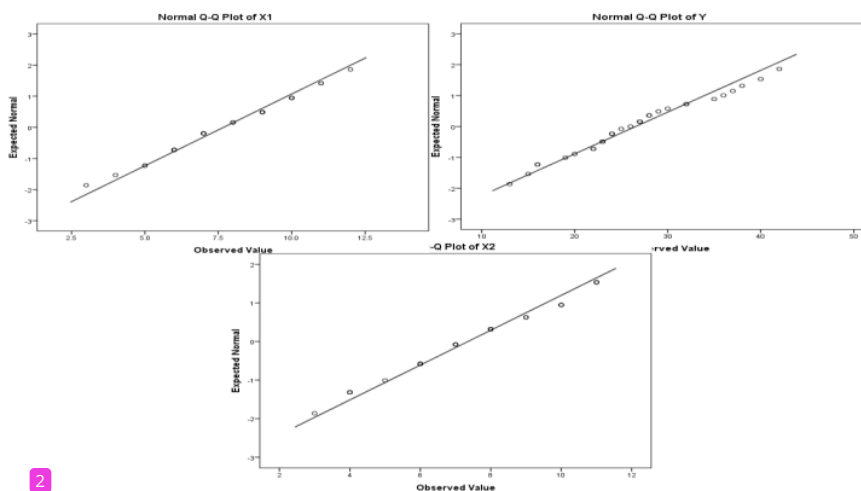 Normal Q-Q Plot of X1
Expected Normal
3
2
1
0
-1
-2
-3
2.5 5.0 7.5 10.0 12.5
Observed Value
Normal Q-Q Plot of Y
Expected Normal
3
2
1
0
-1
-2
-3
10 20 30 40 50
rved Value
-Q Plot of X2
Expected Normal
2
1
0
-1
-2
-3
2 4 6 8 10 12
Observed Value
2